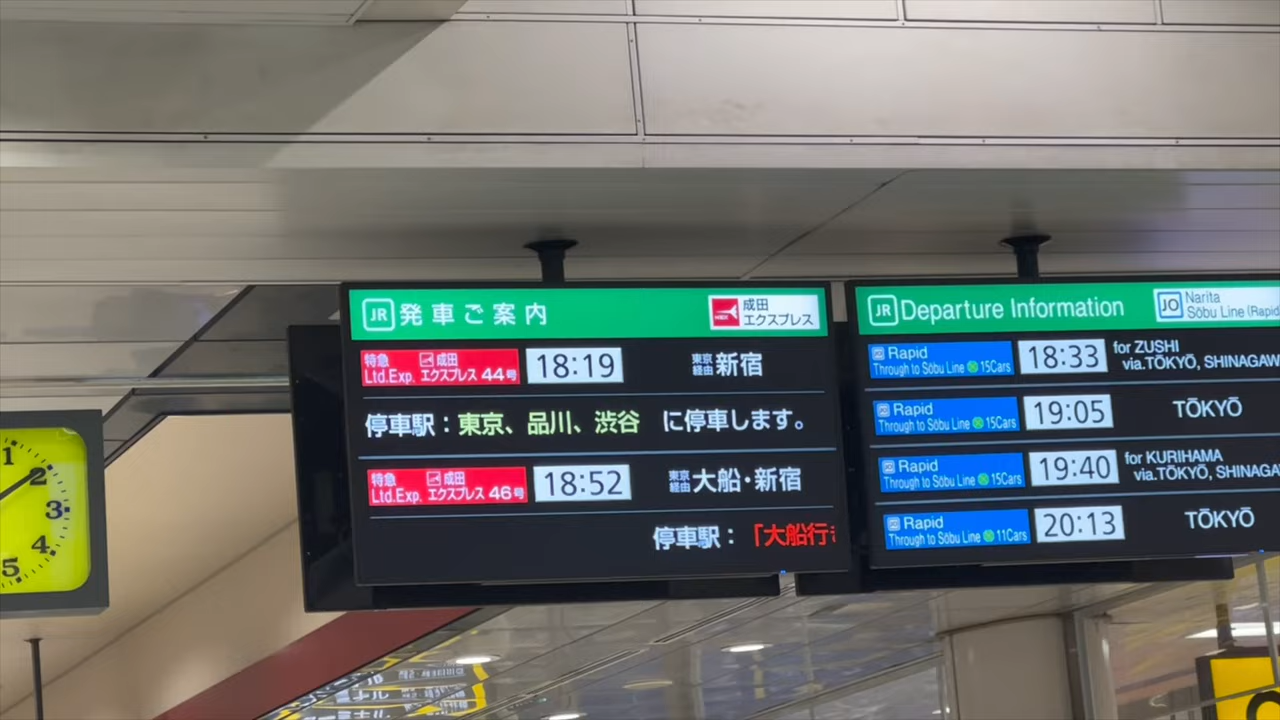 JR 発車ご案内 N'EX 成田エクスプレス
特急 Ltd.Exp. 成田エクスプレス 44号 18:19 東京経由 新宿
停車駅：東京、品川、渋谷 に停車します。
特急 Ltd.Exp. 成田エクスプレス 46号 18:52 東京経由 大船・新宿
停車駅：「大船行き
JR Departure Information JO Narita Sōbu Line (Rapid
Rapid Through to Sōbu Line 15Cars 18:33 for ZUSHI via.TŌKYŌ, SHINAGAW
Rapid Through to Sōbu Line 15Cars 19:05 TŌKYŌ
Rapid Through to Sōbu Line 15Cars 19:40 for KURIHAMA via.TŌKYŌ, SHINAGA
Rapid Through to Sōbu Line 11Cars 20:13 TŌKYŌ
1
2
3
4
5